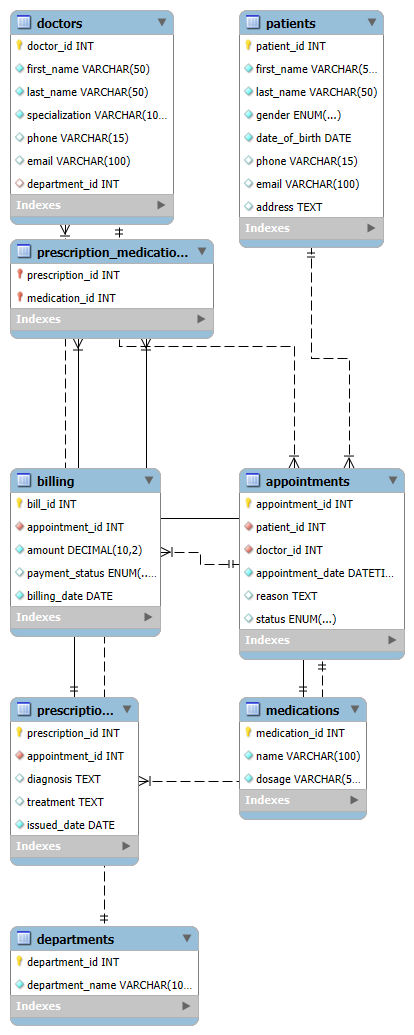 doctors
doctor_id INT
first_name VARCHAR(50)
last_name VARCHAR(50)
specialization VARCHAR(10...
phone VARCHAR(15)
email VARCHAR(100)
department_id INT
Indexes
patients
patient_id INT
first_name VARCHAR(5...
last_name VARCHAR(50)
gender ENUM(...)
date_of_birth DATE
phone VARCHAR(15)
email VARCHAR(100)
address TEXT
Indexes
prescription_medicatio...
prescription_id INT
medication_id INT
Indexes
billing
bill_id INT
appointment_id INT
amount DECIMAL(10,2)
payment_status ENUM(...
billing_date DATE
Indexes
appointments
appointment_id INT
patient_id INT
doctor_id INT
appointment_date DATETI...
reason TEXT
status ENUM(...)
Indexes
prescriptio...
prescription_id INT
appointment_id INT
diagnosis TEXT
treatment TEXT
issued_date DATE
Indexes
medications
medication_id INT
name VARCHAR(100)
dosage VARCHAR(5...
Indexes
departments
department_id INT
department_name VARCHAR(10...
Indexes